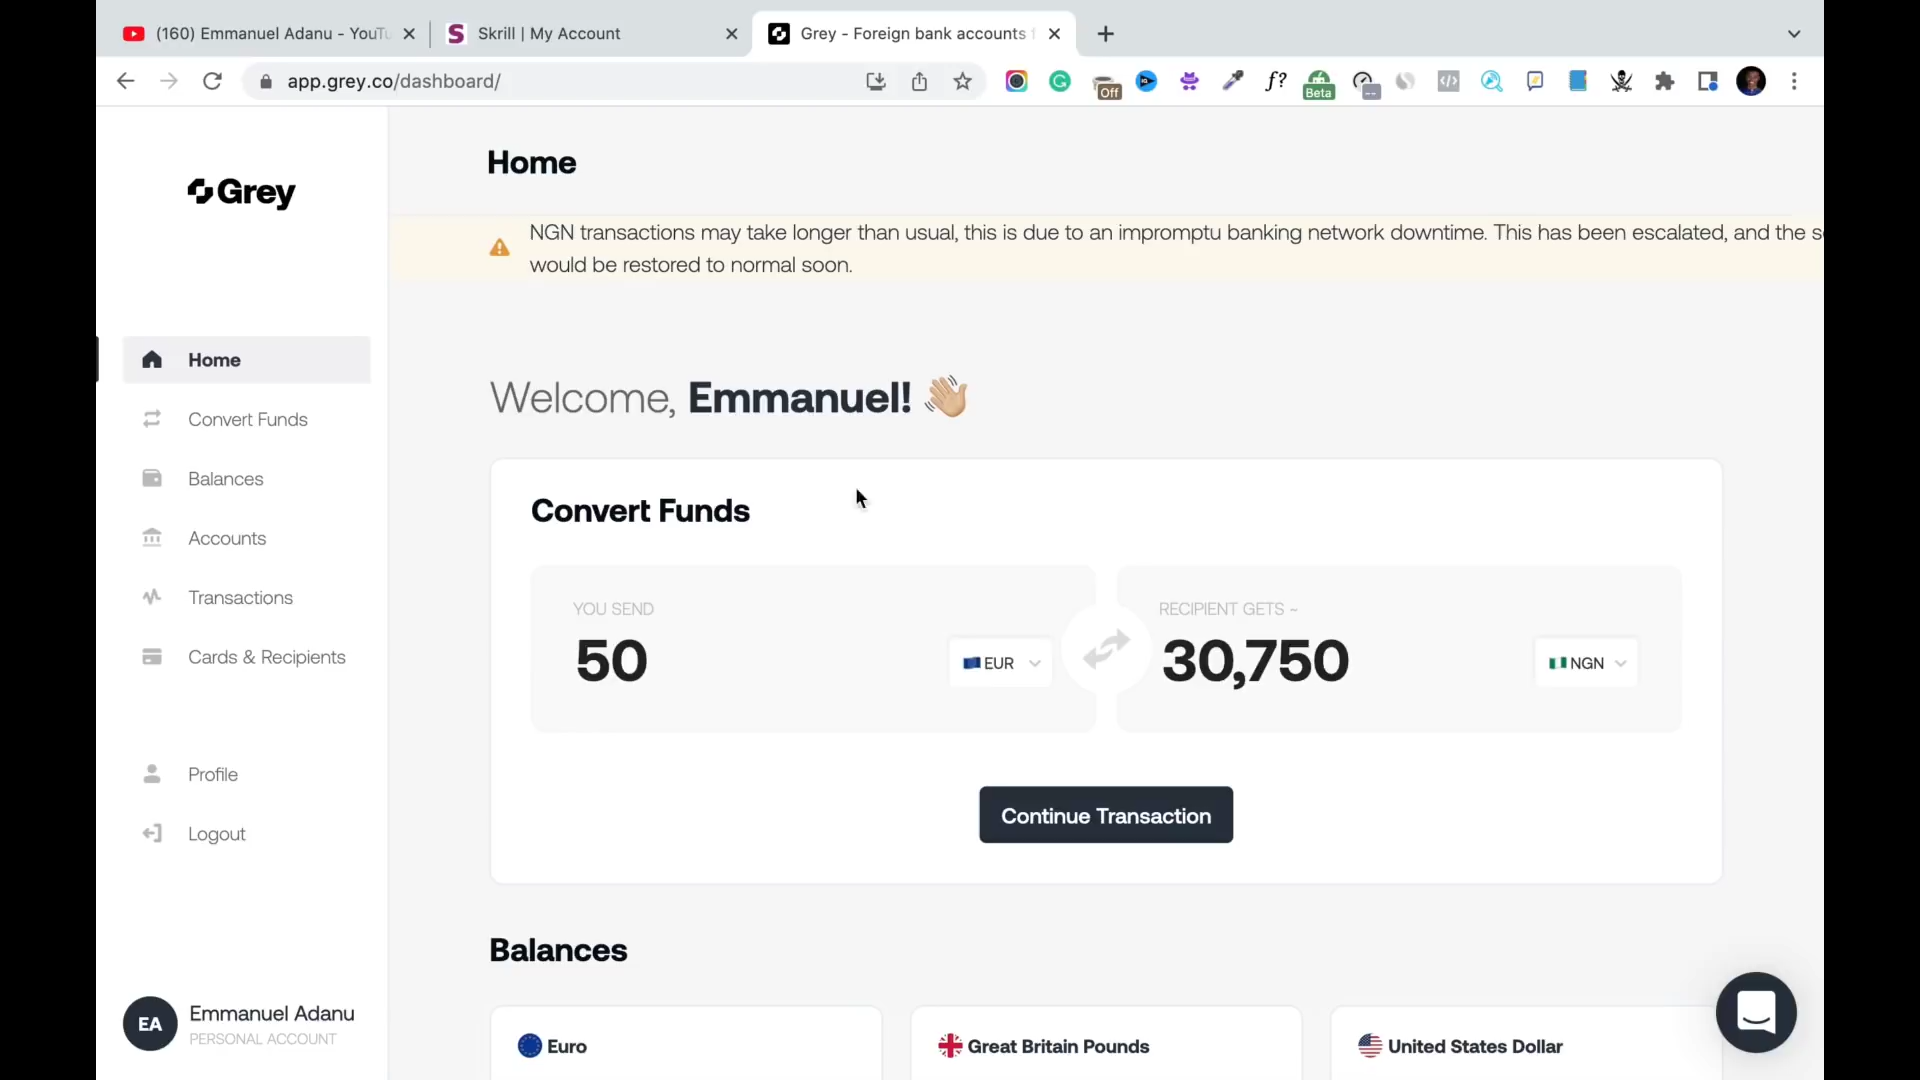 (160) Emmanuel Adanu - YouTu
Skrill | My Account
Grey - Foreign bank accounts f
app.grey.co/dashboard/
Off
f?
Beta
Grey
Home
NGN transactions may take longer than usual, this is due to an impromptu banking network downtime. This has been escalated, and the s
would be restored to normal soon.
Home
Convert Funds
Balances
Accounts
Transactions
Cards & Recipients
Profile
Logout
Welcome, Emmanuel! 👋🏼
Convert Funds
YOU SEND
50
EUR
RECIPIENT GETS ~
30,750
NGN
Continue Transaction
Balances
Euro
Great Britain Pounds
United States Dollar
EA
Emmanuel Adanu
PERSONAL ACCOUNT